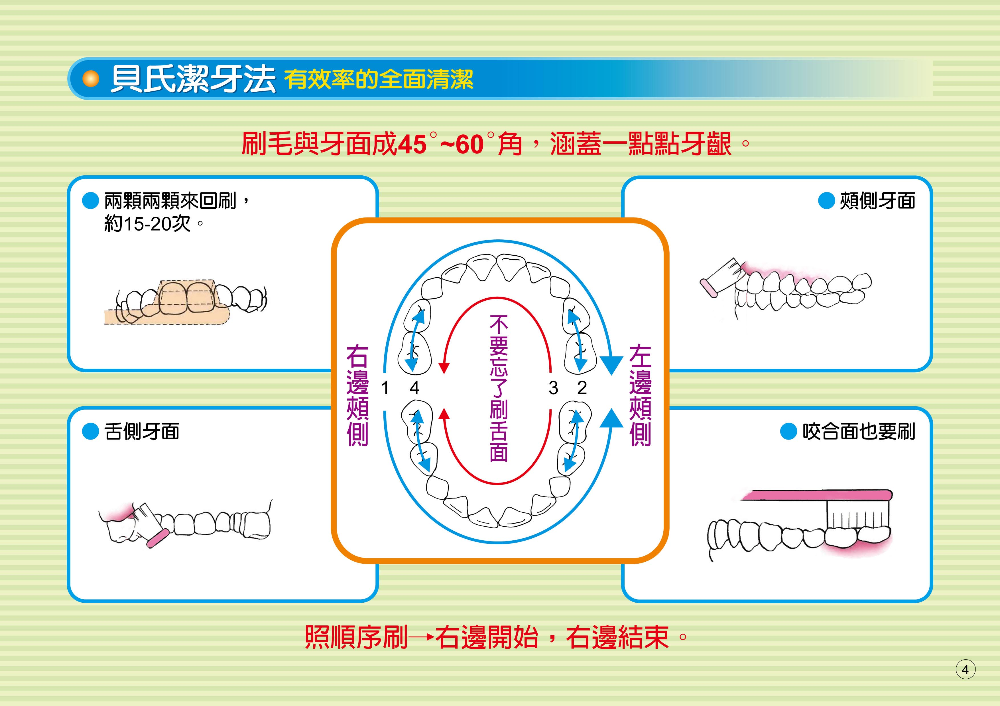 貝氏潔牙法 有效率的全面清潔
刷毛與牙面成45°~60°角，涵蓋一點點牙齦。
兩顆兩顆來回刷，
約15-20次。
頰側牙面
右邊頰側
不要忘了刷舌面
左邊頰側
1 4 3 2
舌側牙面
咬合面也要刷
照順序刷→右邊開始，右邊結束。
4